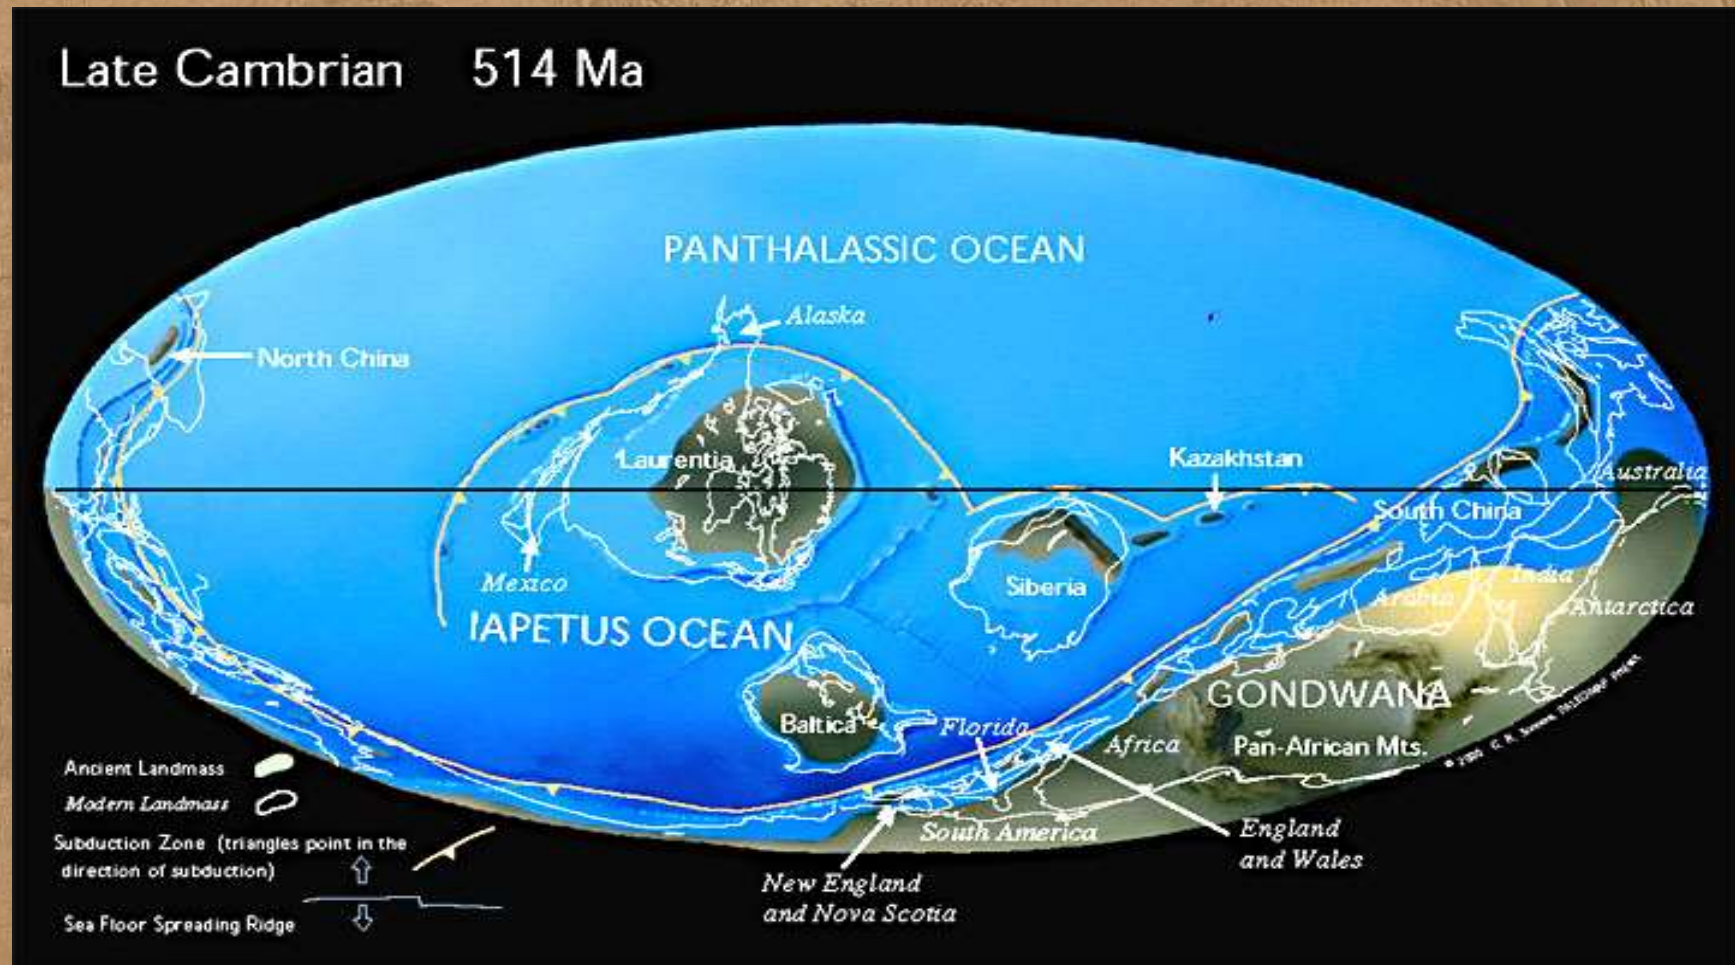 Late Cambrian 514 Ma
PANTHALASSIC OCEAN
Alaska
North China
Laurentia
Kazakhstan
Australia
South China
Mexico
Siberia
India
Arabia
Antarctica
IAPETUS OCEAN
GONDWANA
Baltica
Florida
Africa
Pan-African Mts.
Ancient Landmass
Modern Landmass
South America
England
and Wales
Subduction Zone (triangles point in the
direction of subduction)
New England
and Nova Scotia
Sea Floor Spreading Ridge